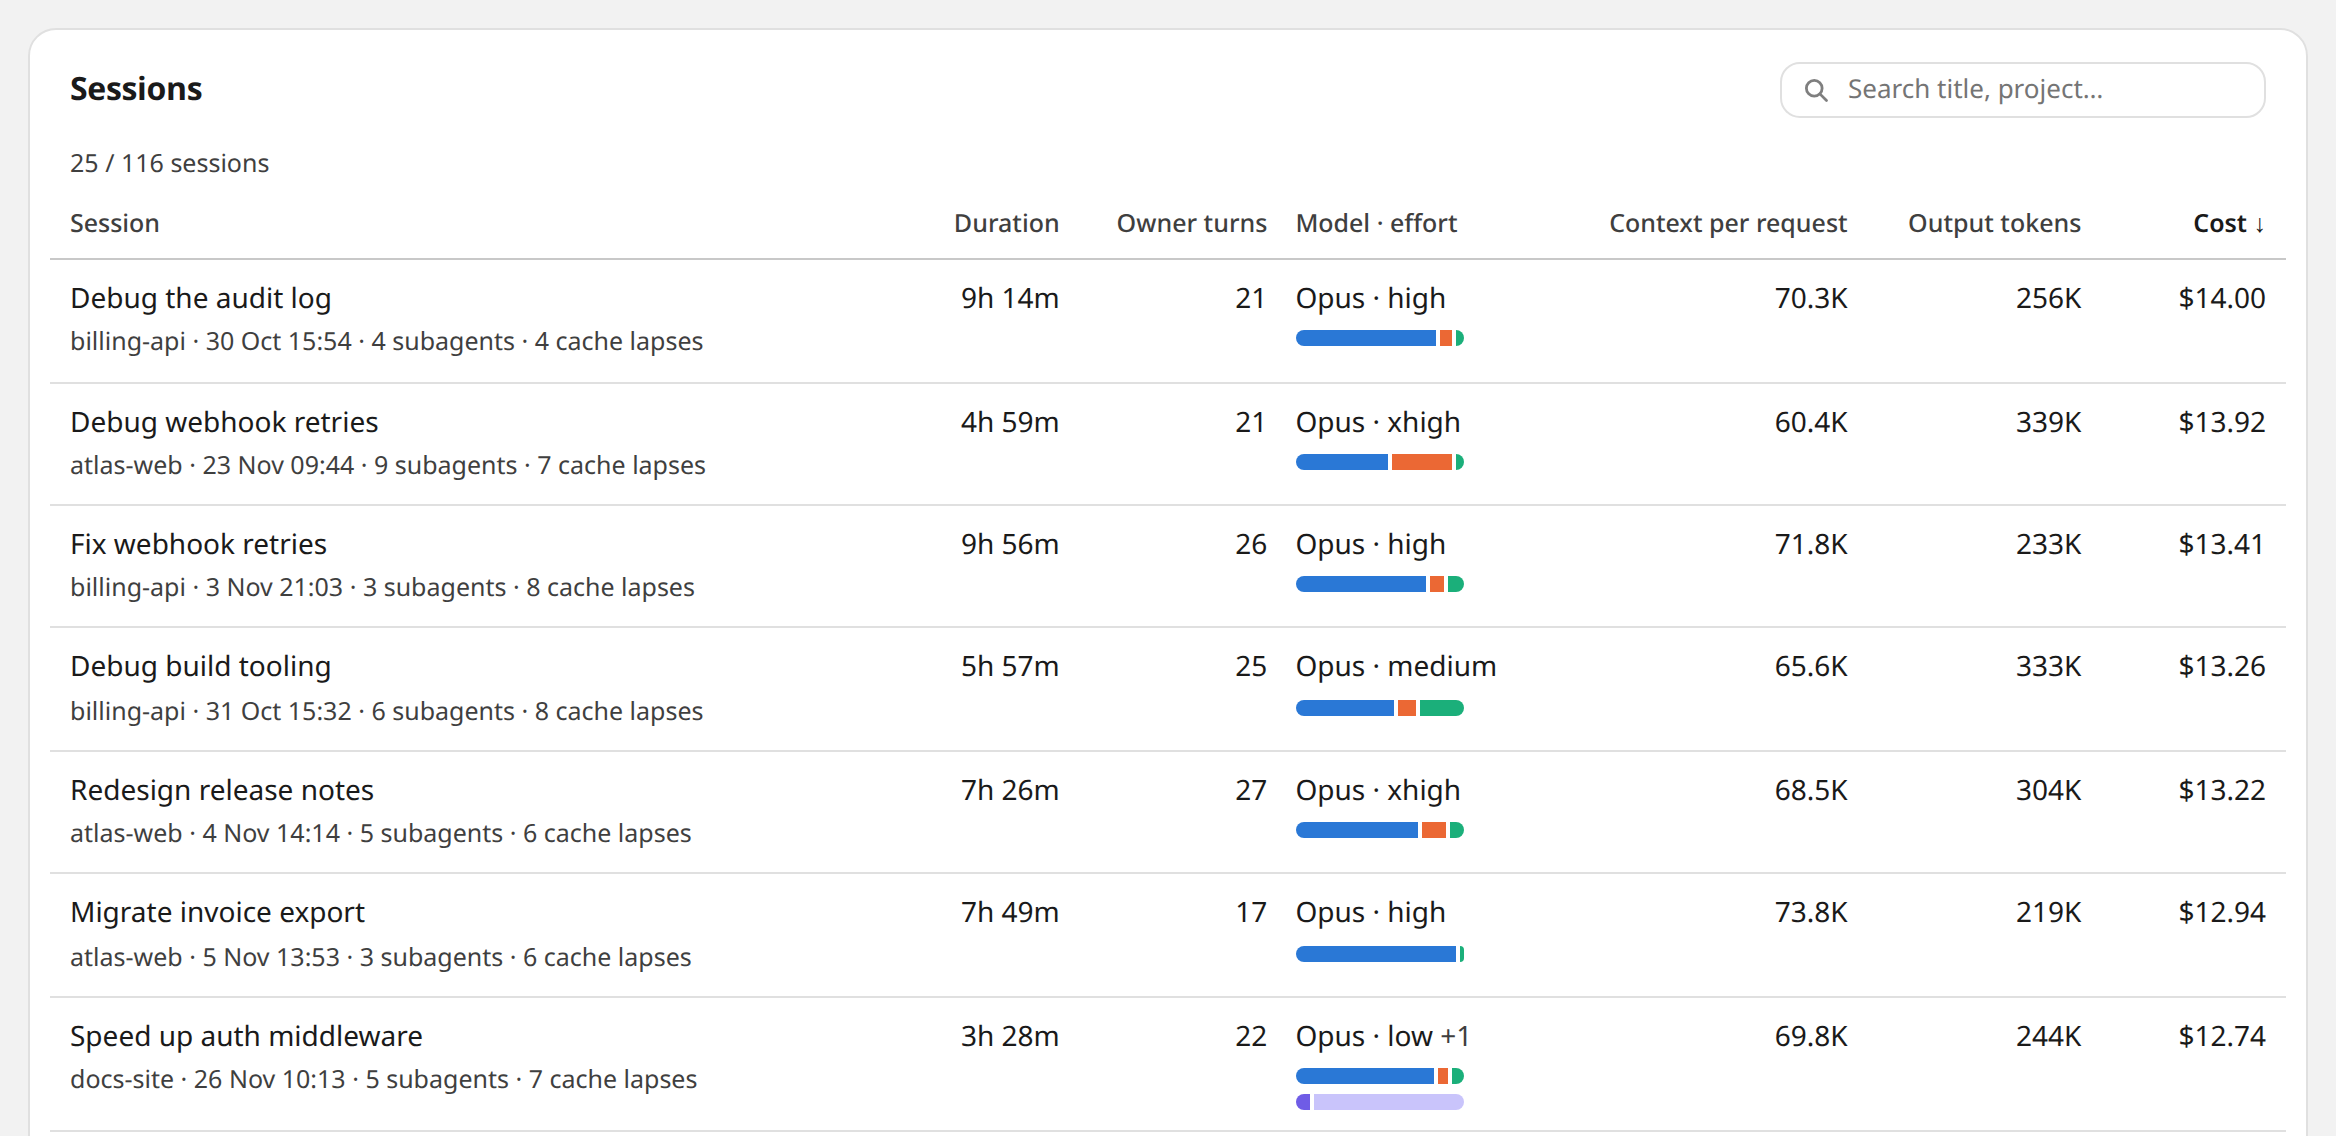 Sessions
Search title, project...
25 / 116 sessions
Session Duration Owner turns Model · effort Context per request Output tokens Cost ↓
Debug the audit log 9h 14m 21 Opus · high 70.3K 256K $14.00
billing-api · 30 Oct 15:54 · 4 subagents · 4 cache lapses
Debug webhook retries 4h 59m 21 Opus · xhigh 60.4K 339K $13.92
atlas-web · 23 Nov 09:44 · 9 subagents · 7 cache lapses
Fix webhook retries 9h 56m 26 Opus · high 71.8K 233K $13.41
billing-api · 3 Nov 21:03 · 3 subagents · 8 cache lapses
Debug build tooling 5h 57m 25 Opus · medium 65.6K 333K $13.26
billing-api · 31 Oct 15:32 · 6 subagents · 8 cache lapses
Redesign release notes 7h 26m 27 Opus · xhigh 68.5K 304K $13.22
atlas-web · 4 Nov 14:14 · 5 subagents · 6 cache lapses
Migrate invoice export 7h 49m 17 Opus · high 73.8K 219K $12.94
atlas-web · 5 Nov 13:53 · 3 subagents · 6 cache lapses
Speed up auth middleware 3h 28m 22 Opus · low +1 69.8K 244K $12.74
docs-site · 26 Nov 10:13 · 5 subagents · 7 cache lapses